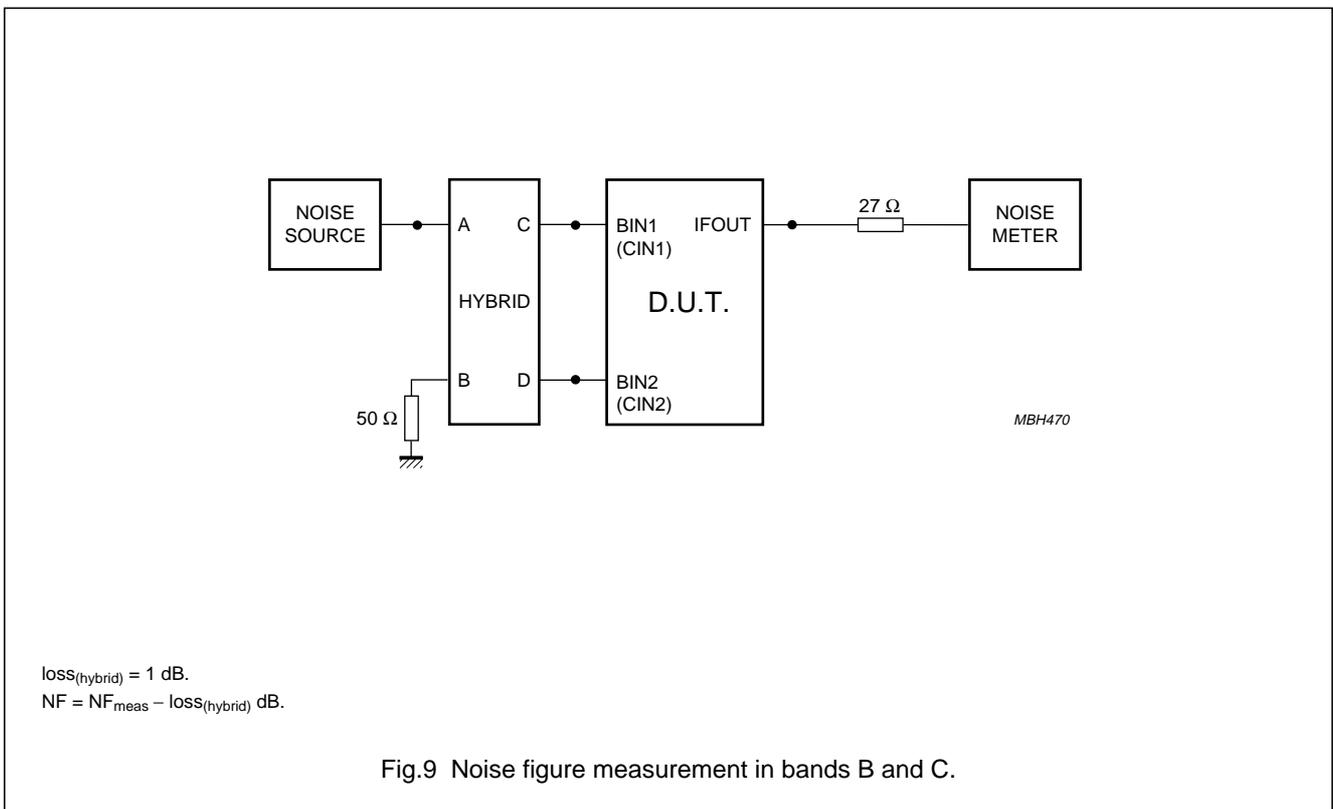 NOISE
SOURCE
A
C
HYBRID
B
D
50 Ω
BIN1
(CIN1)
IFOUT
D.U.T.
BIN2
(CIN2)
27 Ω
NOISE
METER
MBH470
loss(hybrid) = 1 dB.
NF = NFmeas − loss(hybrid) dB.
Fig.9 Noise figure measurement in bands B and C.